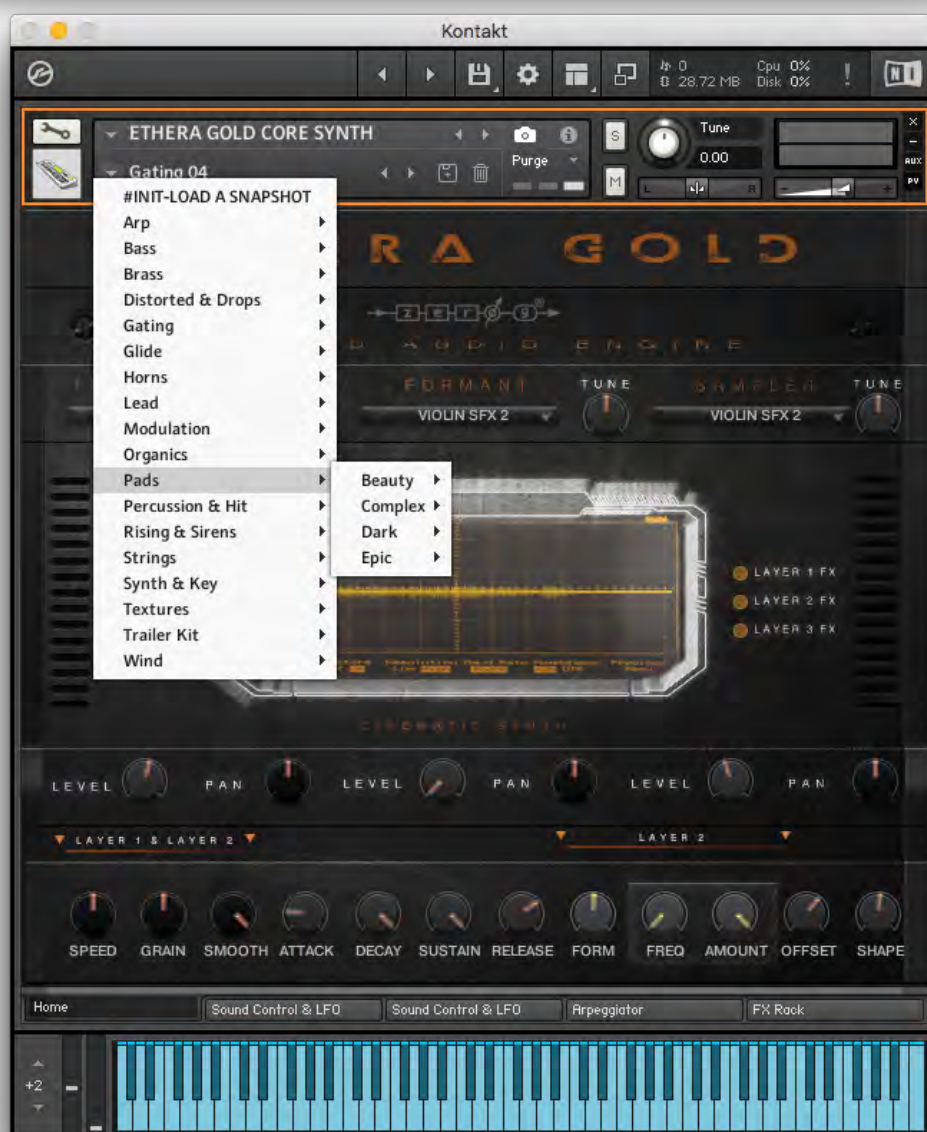 Kontakt
0 Cpu 0%
28.72 MB Disk 0% !
ETHERA GOLD CORE SYNTH
S
Tune
0.00
Purge
Gating 04
M
L R
AUX
PV
#INIT-LOAD A SNAPSHOT
Arp
Bass
Brass
Distorted & Drops
Gating
Glide
Horns
Lead
Modulation
Organics
Pads
Percussion & Hit
Rising & Sirens
Strings
Synth & Key
Textures
Trailer Kit
Wind
Beauty
Complex
Dark
Epic
RA GOLD
z e r ø g
AUDIO ENGINE
FORMANT TUNE SAMPLER TUNE
VIOLIN SFX 2 VIOLIN SFX 2
LAYER 1 FX
LAYER 2 FX
LAYER 3 FX
CINEMATIC SYNTH
LEVEL PAN LEVEL PAN LEVEL PAN
LAYER 1 & LAYER 2 LAYER 2
SPEED GRAIN SMOOTH ATTACK DECAY SUSTAIN RELEASE FORM FREQ AMOUNT OFFSET SHAPE
Home Sound Control & LFO Sound Control & LFO Arpeggiator FX Rack
+2